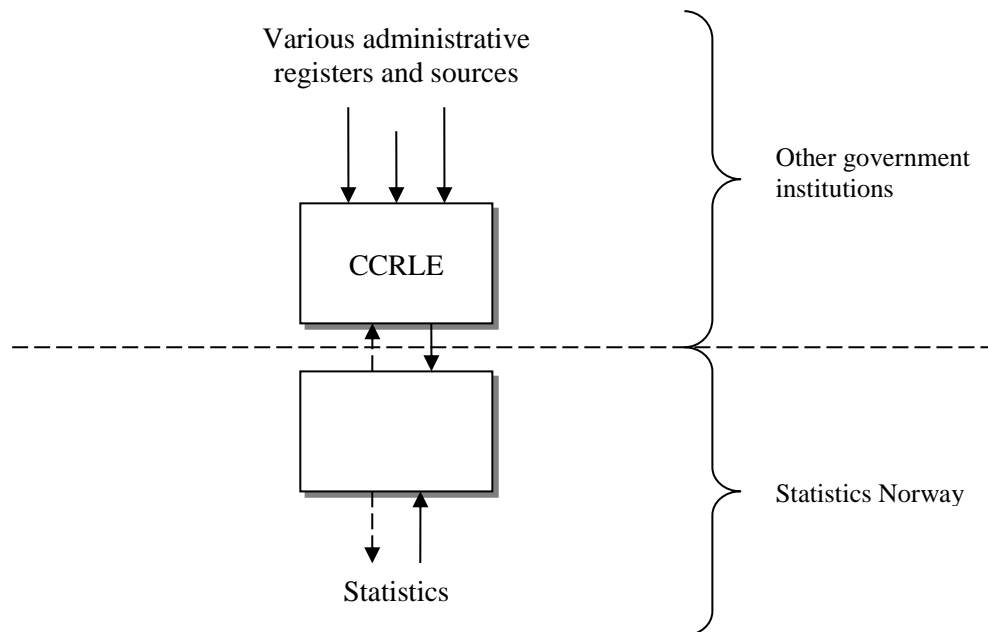 Various administrative
registers and sources
Other government
institutions
CCRLE
Statistics Norway
Statistics